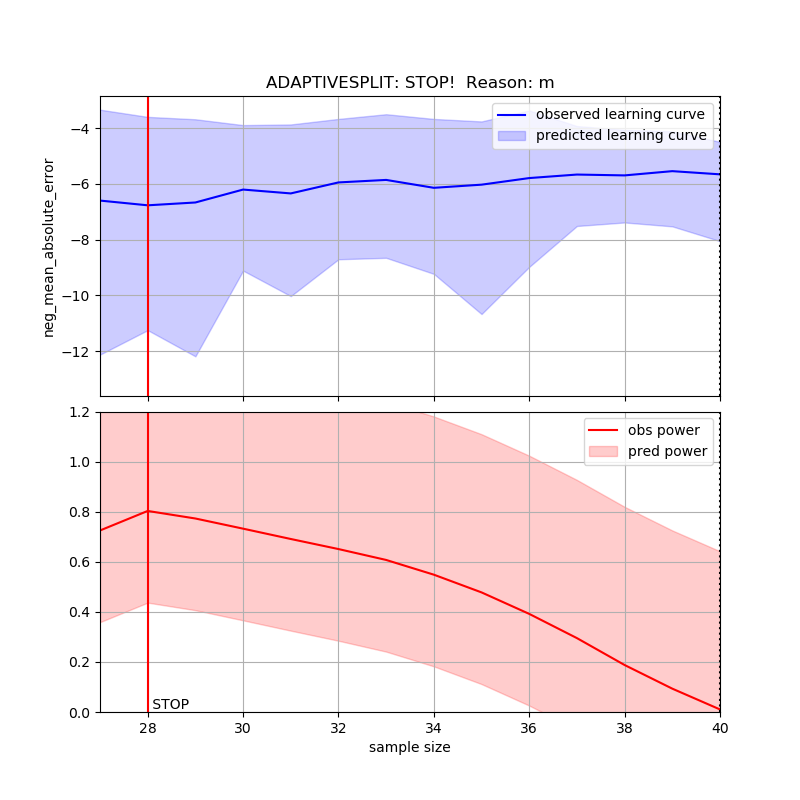 ADAPTIVESPLIT: STOP!  Reason: m
observed learning curve
predicted learning curve
neg_mean_absolute_error
−4
−6
−8
−10
−12
1.2
1.0
0.8
0.6
0.4
0.2
0.0
obs power
pred power
STOP
28
30
32
34
36
38
40
sample size